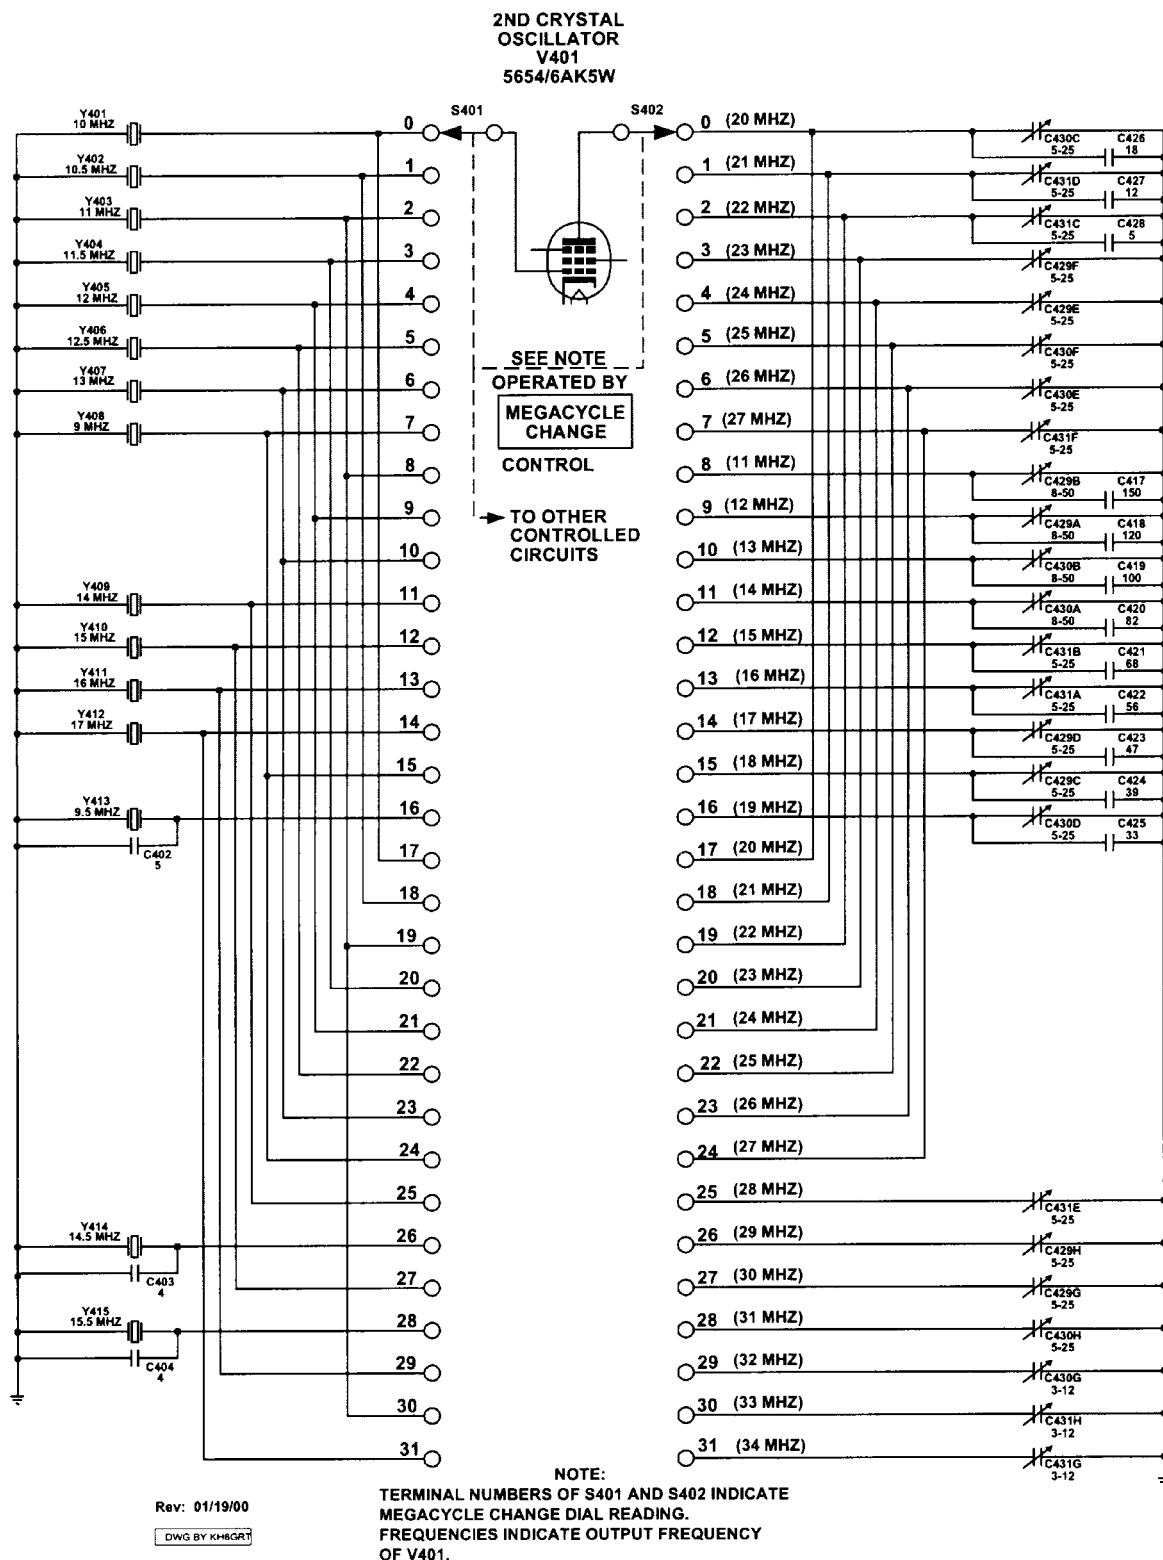 2ND CRYSTAL
OSCILLATOR
V401
5654/6AK5W
S401
S402
Y401
10 MHZ
0
0 (20 MHZ)
C430C
5-25
C426
18
Y402
10.5 MHZ
1
1 (21 MHZ)
C431D
5-25
C427
12
Y403
11 MHZ
2
2 (22 MHZ)
C431C
5-25
C428
5
Y404
11.5 MHZ
3
3 (23 MHZ)
C429F
5-25
Y405
12 MHZ
4
4 (24 MHZ)
C429E
5-25
Y406
12.5 MHZ
5
5 (25 MHZ)
C430F
5-25
SEE NOTE
OPERATED BY
MEGACYCLE
CHANGE
CONTROL
TO OTHER
CONTROLLED
CIRCUITS
Y407
13 MHZ
6
6 (26 MHZ)
C430E
5-25
Y408
9 MHZ
7
7 (27 MHZ)
C431F
5-25
8
8 (11 MHZ)
C429B
8-50
C417
150
9
9 (12 MHZ)
C429A
8-50
C418
120
10
10 (13 MHZ)
C430B
8-50
C419
100
Y409
14 MHZ
11
11 (14 MHZ)
C430A
8-50
C420
82
Y410
15 MHZ
12
12 (15 MHZ)
C431B
5-25
C421
68
Y411
16 MHZ
13
13 (16 MHZ)
C431A
5-25
C422
56
Y412
17 MHZ
14
14 (17 MHZ)
C429D
5-25
C423
47
15
15 (18 MHZ)
C429C
5-25
C424
39
Y413
9.5 MHZ
C402
5
16
16 (19 MHZ)
C430D
5-25
C425
33
17
17 (20 MHZ)
18
18 (21 MHZ)
19
19 (22 MHZ)
20
20 (23 MHZ)
21
21 (24 MHZ)
22
22 (25 MHZ)
23
23 (26 MHZ)
24
24 (27 MHZ)
25
25 (28 MHZ)
C431E
5-25
Y414
14.5 MHZ
C403
4
26
26 (29 MHZ)
C429H
5-25
27
27 (30 MHZ)
C429G
5-25
Y415
15.5 MHZ
C404
4
28
28 (31 MHZ)
C430H
5-25
29
29 (32 MHZ)
C430G
3-12
30
30 (33 MHZ)
C431H
3-12
31
31 (34 MHZ)
C431G
3-12
NOTE:
TERMINAL NUMBERS OF S401 AND S402 INDICATE
MEGACYCLE CHANGE DIAL READING.
FREQUENCIES INDICATE OUTPUT FREQUENCY
OF V401.
Rev: 01/19/00
DWG BY KH6GRT